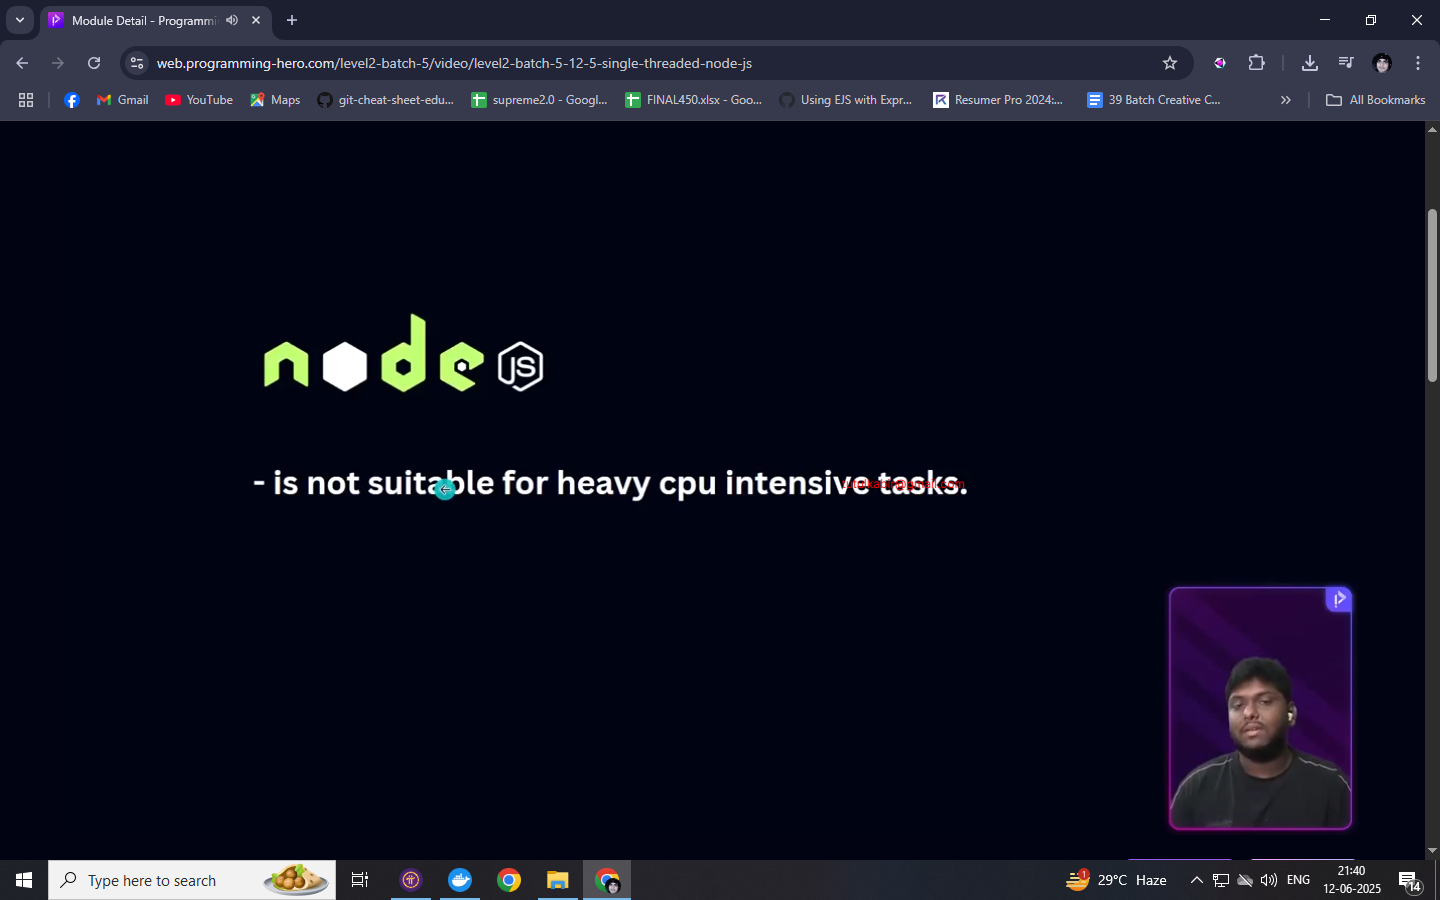 Module Detail - Programmi
web.programming-hero.com/level2-batch-5/video/level2-batch-5-12-5-single-threaded-node-js
Gmail
YouTube
Maps
git-cheat-sheet-edu...
supreme2.0 - Googl...
FINAL450.xlsx - Goo...
Using EJS with Expr...
Resumer Pro 2024:...
39 Batch Creative C...
All Bookmarks
node JS
- is not suitable for heavy cpu intensive tasks.
Type here to search
1
29°C Haze
ENG
21:40
12-06-2025
14